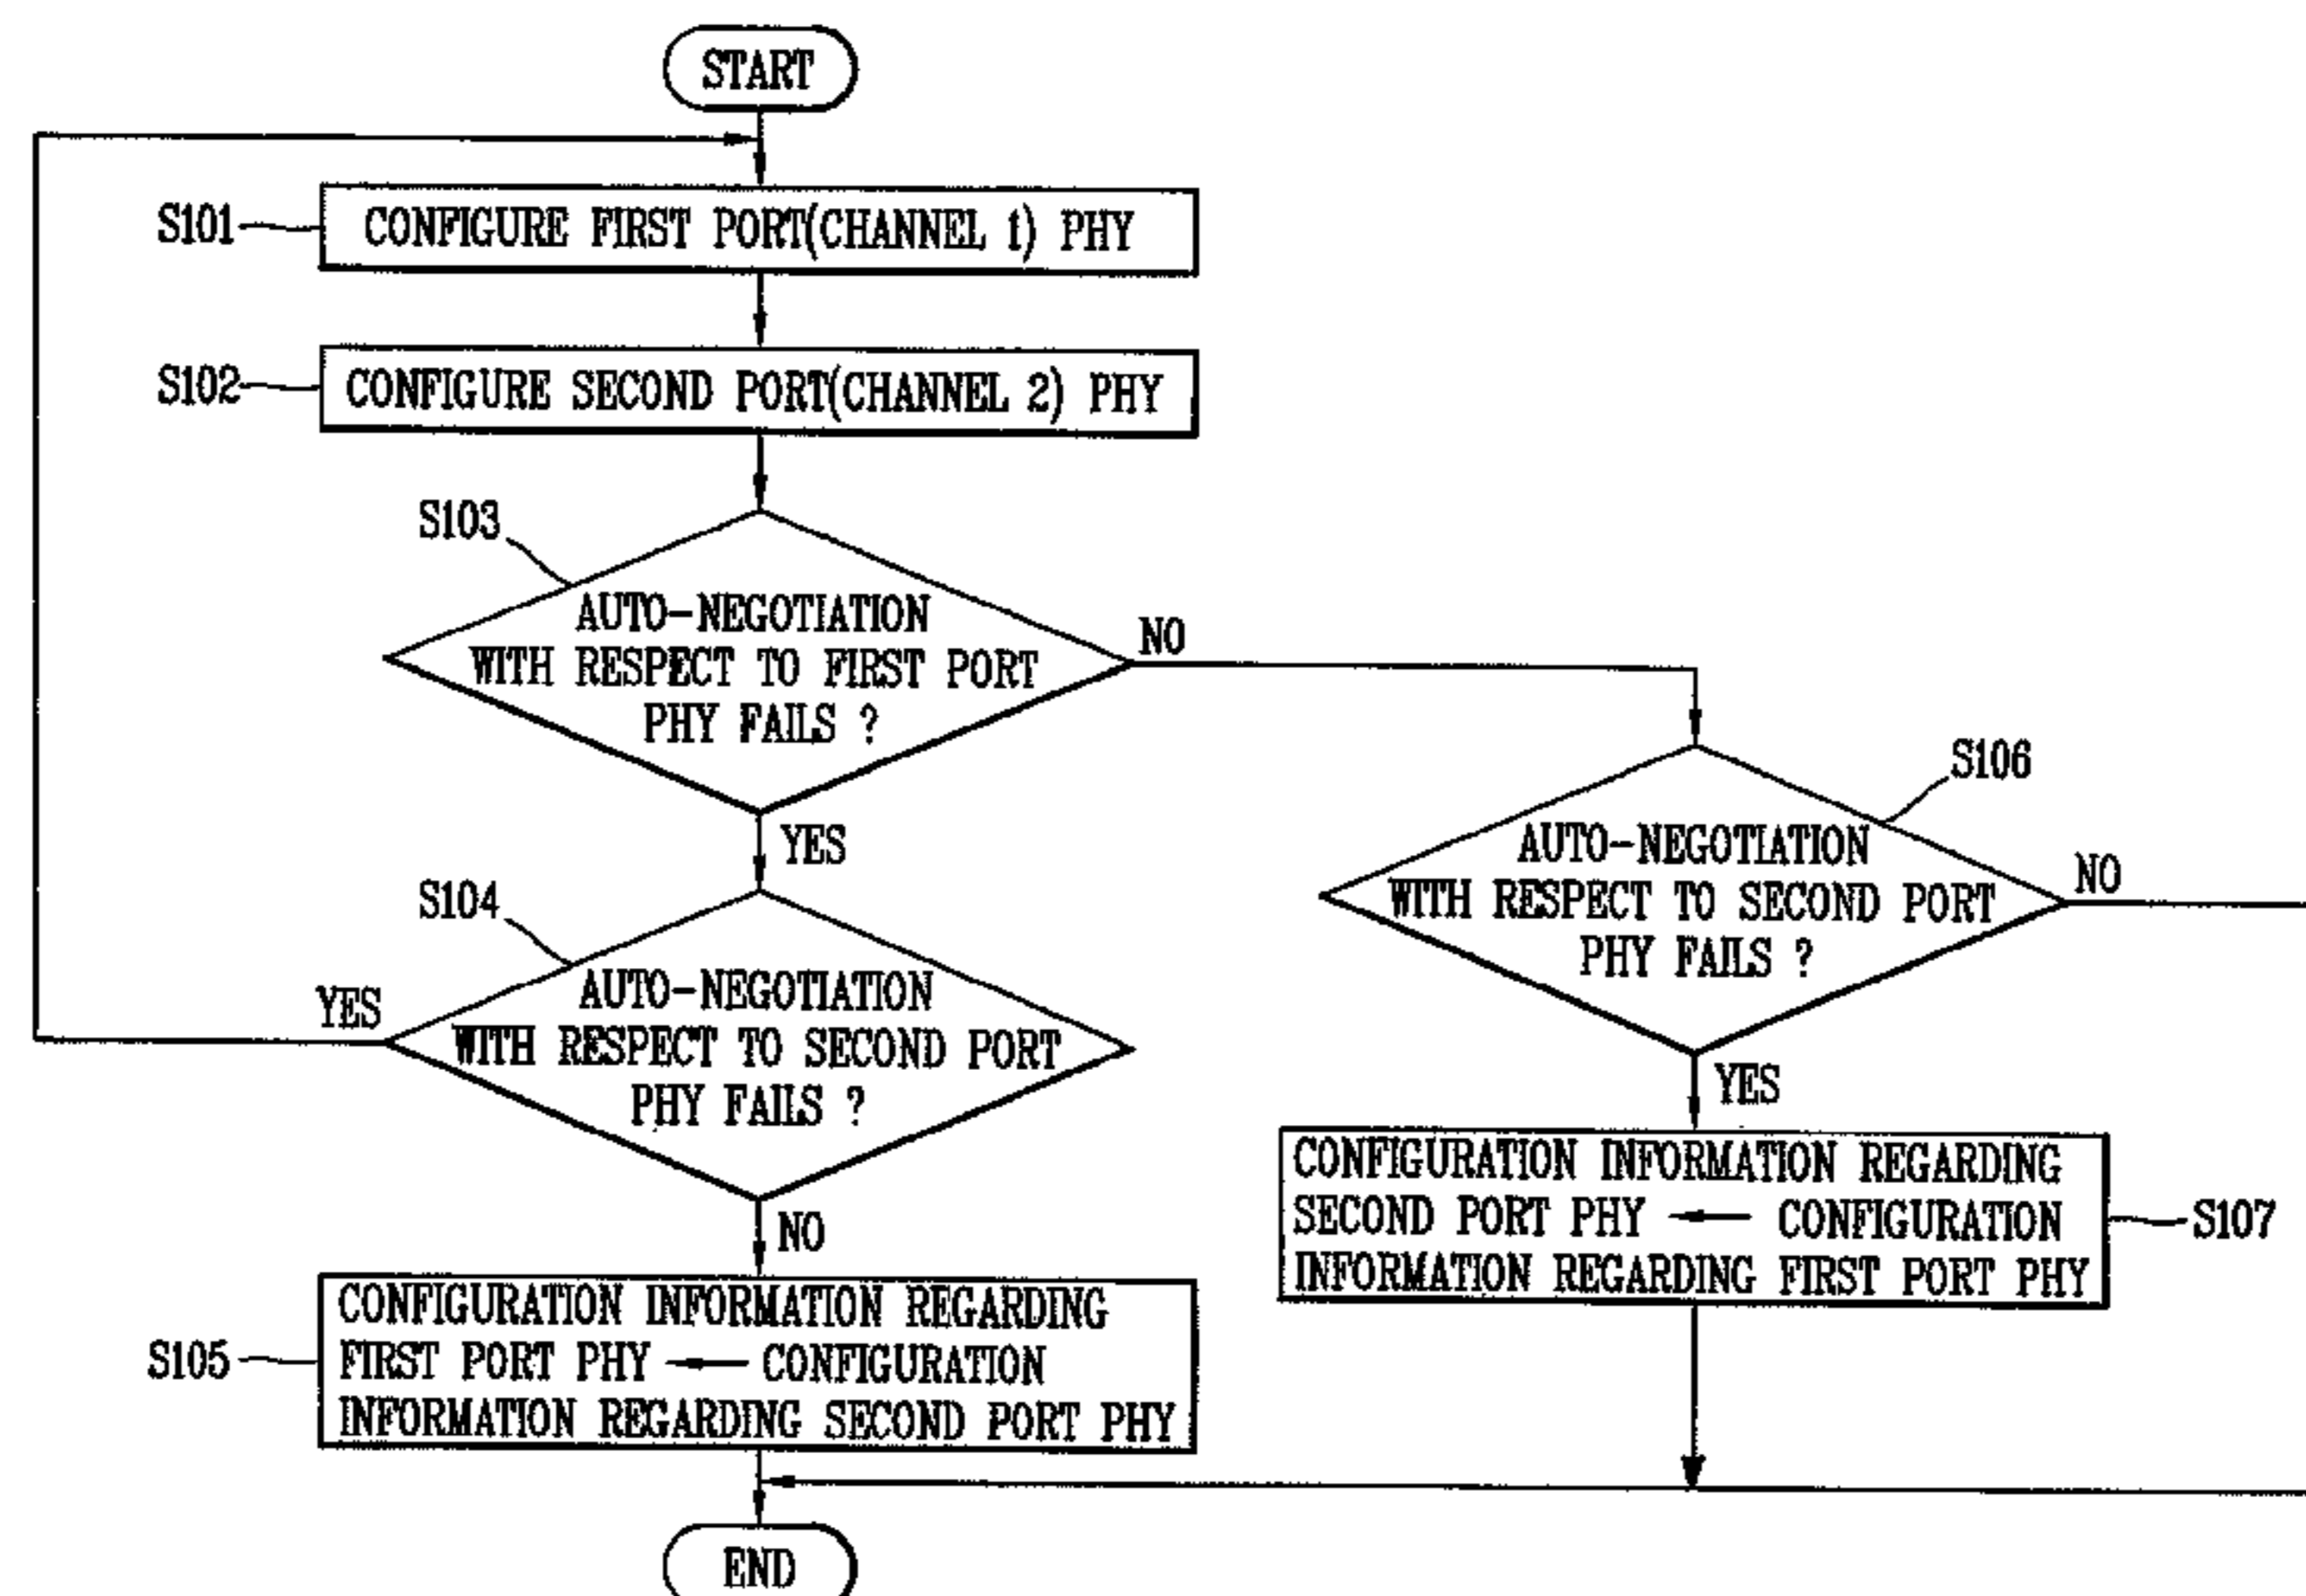 START
S101
CONFIGURE FIRST PORT(CHANNEL 1) PHY
S102
CONFIGURE SECOND PORT(CHANNEL 2) PHY
S103
AUTO-NEGOTIATION
WITH RESPECT TO FIRST PORT
PHY FAILS ?
NO
YES
S106
AUTO-NEGOTIATION
WITH RESPECT TO SECOND PORT
PHY FAILS ?
NO
YES
S104
AUTO-NEGOTIATION
WITH RESPECT TO SECOND PORT
PHY FAILS ?
YES
NO
CONFIGURATION INFORMATION REGARDING
SECOND PORT PHY ← CONFIGURATION
INFORMATION REGARDING FIRST PORT PHY
S107
S105
CONFIGURATION INFORMATION REGARDING
FIRST PORT PHY ← CONFIGURATION
INFORMATION REGARDING SECOND PORT PHY
END